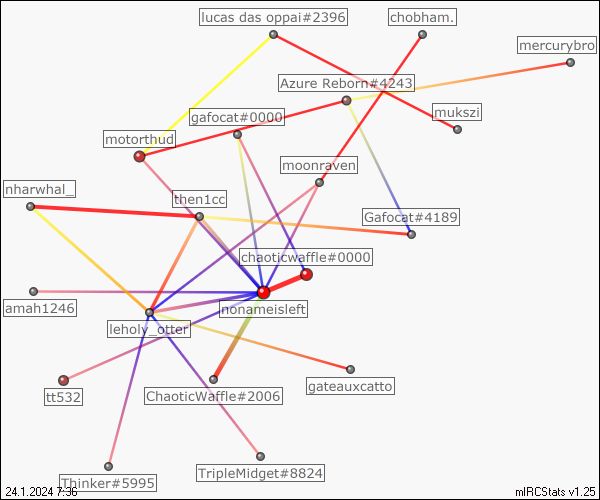 lucas das oppai#2396
chobham.
mercurybro
Azure Reborn#4243
gafocat#0000
mukszi
motorthud
moonraven
nharwhal_
then1cc
Gafocat#4189
chaoticwaffle#0000
amah1246
nonameisleft
leholy_otter
tt532
ChaoticWaffle#2006
gateauxcatto
Thinker#5995
TripleMidget#8824
24.1.2024 7:36
mIRCStats v1.25